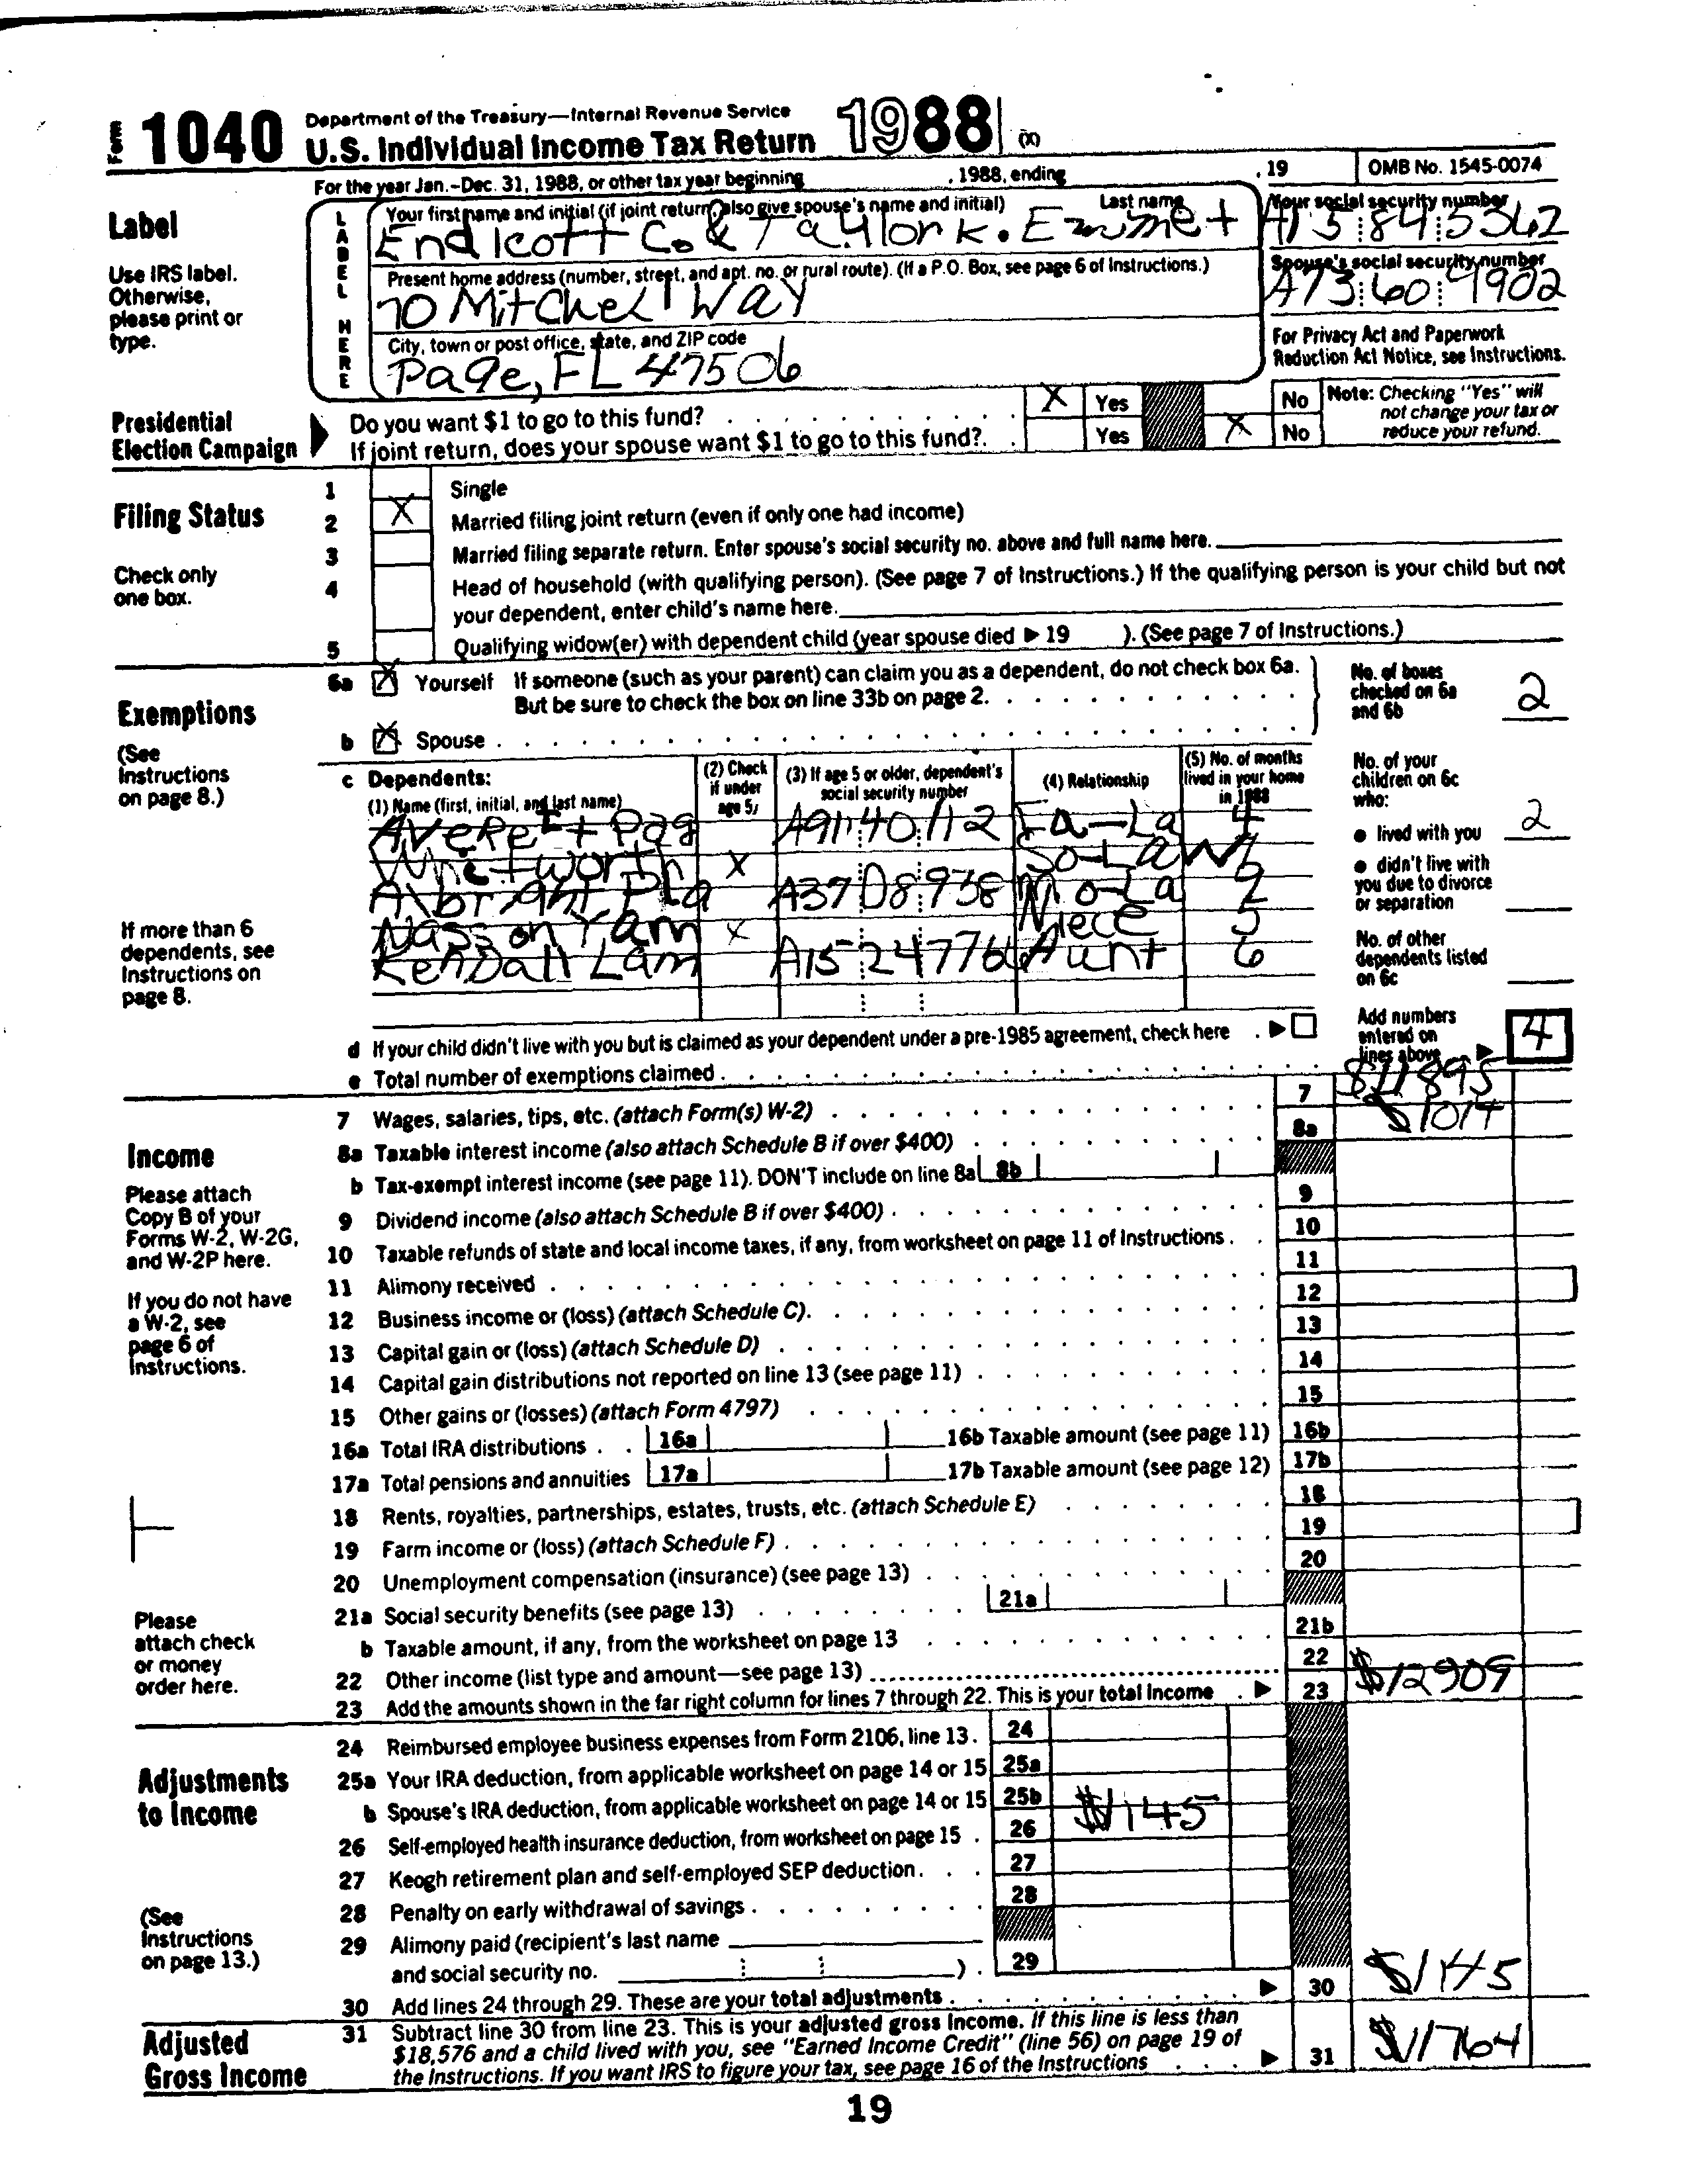 Form 1040 Department of the Treasury—Internal Revenue Service
U.S. Individual Income Tax Return 1988 (X)
For the year Jan.-Dec. 31, 1988, or other tax year beginning , 1988, ending , 19 OMB No. 1545-0074
Label
Use IRS label. Otherwise, please print or type.
LABEL HERE
Your first name and initial (if joint return, also give spouse's name and initial) Last name
Endicott C. & Taylor K. Emmet
Your social security number
A13 84 5362
Present home address (number, street, and apt. no. or rural route). (If a P.O. Box, see page 6 of Instructions.)
70 Mitchel Way
Spouse's social security number
A73 60 9902
City, town or post office, state, and ZIP code
Page, FL 47506
For Privacy Act and Paperwork Reduction Act Notice, see Instructions.
Presidential Election Campaign
Do you want $1 to go to this fund? X Yes No
If joint return, does your spouse want $1 to go to this fund? Yes X No
Note: Checking "Yes" will not change your tax or reduce your refund.
Filing Status
Check only one box.
1 Single
2 X Married filing joint return (even if only one had income)
3 Married filing separate return. Enter spouse's social security no. above and full name here.
4 Head of household (with qualifying person). (See page 7 of Instructions.) If the qualifying person is your child but not
your dependent, enter child's name here.
5 Qualifying widow(er) with dependent child (year spouse died ▶ 19 ). (See page 7 of Instructions.)
Exemptions
(See Instructions on page 8.)
6a X Yourself If someone (such as your parent) can claim you as a dependent, do not check box 6a.
But be sure to check the box on line 33b on page 2.
b X Spouse
No. of boxes checked on 6a and 6b 2
c Dependents:
(1) Name (first, initial, and last name) (2) Check if under age 5 (3) If age 5 or older, dependent's social security number (4) Relationship (5) No. of months lived in your home in 1988
Averett Pag A91 40 112 Fa-La 4
Whetworth X So-Law
Albright Pla A37 D8 938 Mo-La 2
Nasson Yam X Niece 5
Kendall Lam A15 24776 Aunt 6
If more than 6 dependents, see Instructions on page 8.
No. of your children on 6c who:
● lived with you 2
● didn't live with you due to divorce or separation
No. of other dependents listed on 6c
d If your child didn't live with you but is claimed as your dependent under a pre-1985 agreement, check here ▶
e Total number of exemptions claimed
Add numbers entered on lines above ▶ 4
Income
Please attach Copy B of your Forms W-2, W-2G, and W-2P here.
If you do not have a W-2, see page 6 of Instructions.
Please attach check or money order here.
7 Wages, salaries, tips, etc. (attach Form(s) W-2) 7 $11895
8a Taxable interest income (also attach Schedule B if over $400) 8a $1014
b Tax-exempt interest income (see page 11). DON'T include on line 8a 8b
9 Dividend income (also attach Schedule B if over $400) 9
10 Taxable refunds of state and local income taxes, if any, from worksheet on page 11 of Instructions 10
11 Alimony received 11
12 Business income or (loss) (attach Schedule C) 12
13 Capital gain or (loss) (attach Schedule D) 13
14 Capital gain distributions not reported on line 13 (see page 11) 14
15 Other gains or (losses) (attach Form 4797) 15
16a Total IRA distributions 16a 16b Taxable amount (see page 11) 16b
17a Total pensions and annuities 17a 17b Taxable amount (see page 12) 17b
18 Rents, royalties, partnerships, estates, trusts, etc. (attach Schedule E) 18
19 Farm income or (loss) (attach Schedule F) 19
20 Unemployment compensation (insurance) (see page 13) 20
21a Social security benefits (see page 13) 21a
b Taxable amount, if any, from the worksheet on page 13 21b
22 Other income (list type and amount—see page 13) 22
23 Add the amounts shown in the far right column for lines 7 through 22. This is your total income ▶ 23 $12909
Adjustments to Income
(See Instructions on page 13.)
24 Reimbursed employee business expenses from Form 2106, line 13 24
25a Your IRA deduction, from applicable worksheet on page 14 or 15 25a
b Spouse's IRA deduction, from applicable worksheet on page 14 or 15 25b $1145
26 Self-employed health insurance deduction, from worksheet on page 15 26
27 Keogh retirement plan and self-employed SEP deduction 27
28 Penalty on early withdrawal of savings 28
29 Alimony paid (recipient's last name
and social security no. ) 29
30 Add lines 24 through 29. These are your total adjustments ▶ 30 $1145
Adjusted Gross Income
31 Subtract line 30 from line 23. This is your adjusted gross income. If this line is less than
$18,576 and a child lived with you, see "Earned Income Credit" (line 56) on page 19 of
the Instructions. If you want IRS to figure your tax, see page 16 of the Instructions ▶ 31 $11764
19